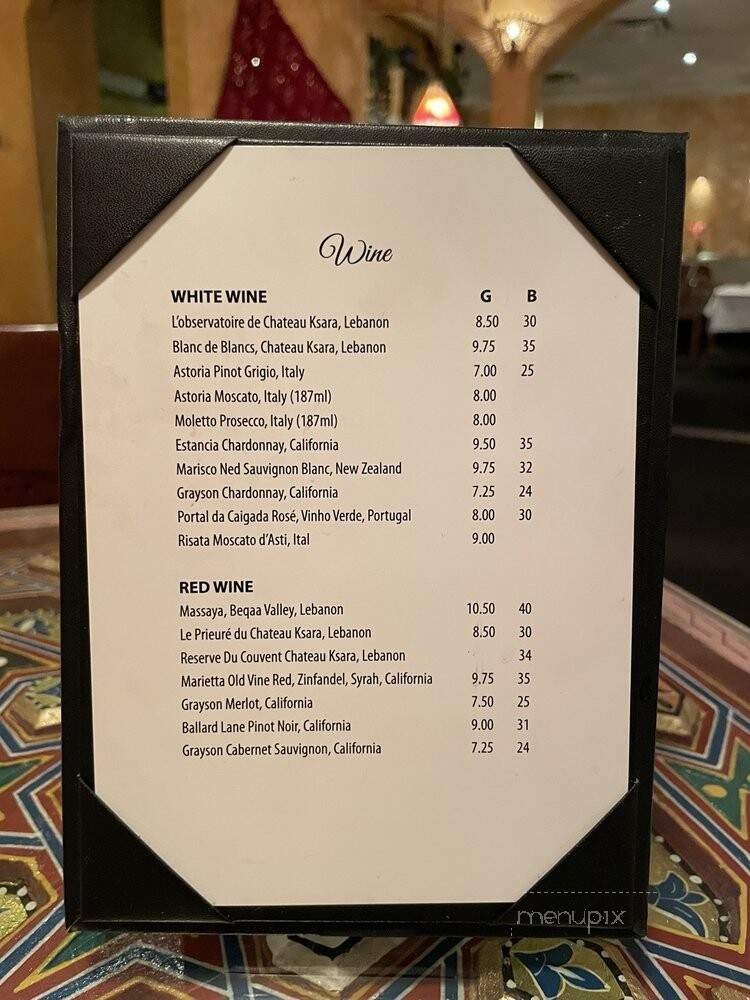 Wine
WHITE WINE G B
L'observatoire de Chateau Ksara, Lebanon 8.50 30
Blanc de Blancs, Chateau Ksara, Lebanon 9.75 35
Astoria Pinot Grigio, Italy 7.00 25
Astoria Moscato, Italy (187ml) 8.00
Moletto Prosecco, Italy (187ml) 8.00
Estancia Chardonnay, California 9.50 35
Marisco Ned Sauvignon Blanc, New Zealand 9.75 32
Grayson Chardonnay, California 7.25 24
Portal da Caigada Rosé, Vinho Verde, Portugal 8.00 30
Risata Moscato d'Asti, Ital 9.00
RED WINE
Massaya, Beqaa Valley, Lebanon 10.50 40
Le Prieuré du Chateau Ksara, Lebanon 8.50 30
Reserve Du Couvent Chateau Ksara, Lebanon 34
Marietta Old Vine Red, Zinfandel, Syrah, California 9.75 35
Grayson Merlot, California 7.50 25
Ballard Lane Pinot Noir, California 9.00 31
Grayson Cabernet Sauvignon, California 7.25 24
menupix